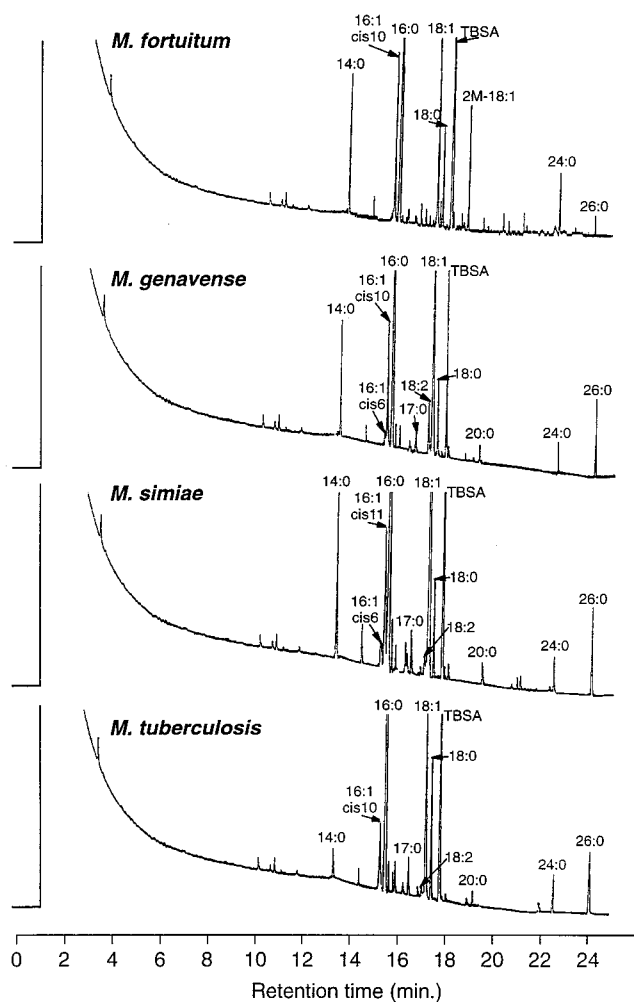 M. fortuitum
14:0
16:1
cis10
16:0
18:1
TBSA
18:0
2M-18:1
24:0
26:0
M. genavense
14:0
16:1
cis10
16:0
16:1
cis6
17:0
18:2
18:1
TBSA
18:0
20:0
24:0
26:0
M. simiae
14:0
16:1
cis11
16:0
16:1
cis6
17:0
18:1
TBSA
18:0
18:2
20:0
24:0
26:0
M. tuberculosis
14:0
16:1
cis10
16:0
17:0
18:1
TBSA
18:0
18:2
20:0
24:0
26:0
0 2 4 6 8 10 12 14 16 18 20 22 24 26
Retention time (min.)